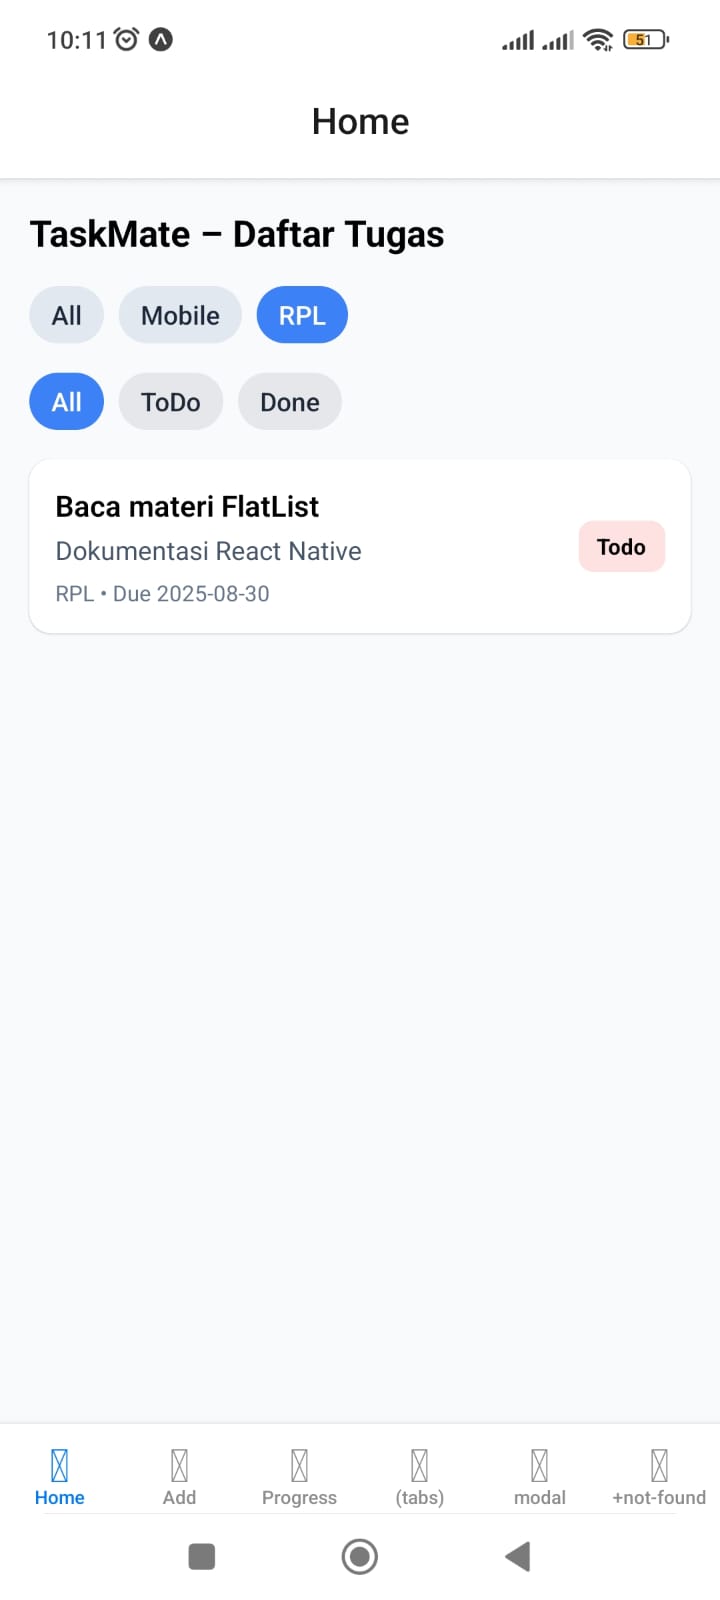 10:11 51
Home
TaskMate – Daftar Tugas
All Mobile RPL
All ToDo Done
Baca materi FlatList
Dokumentasi React Native
Todo
RPL • Due 2025-08-30
Home Add Progress (tabs) modal +not-found